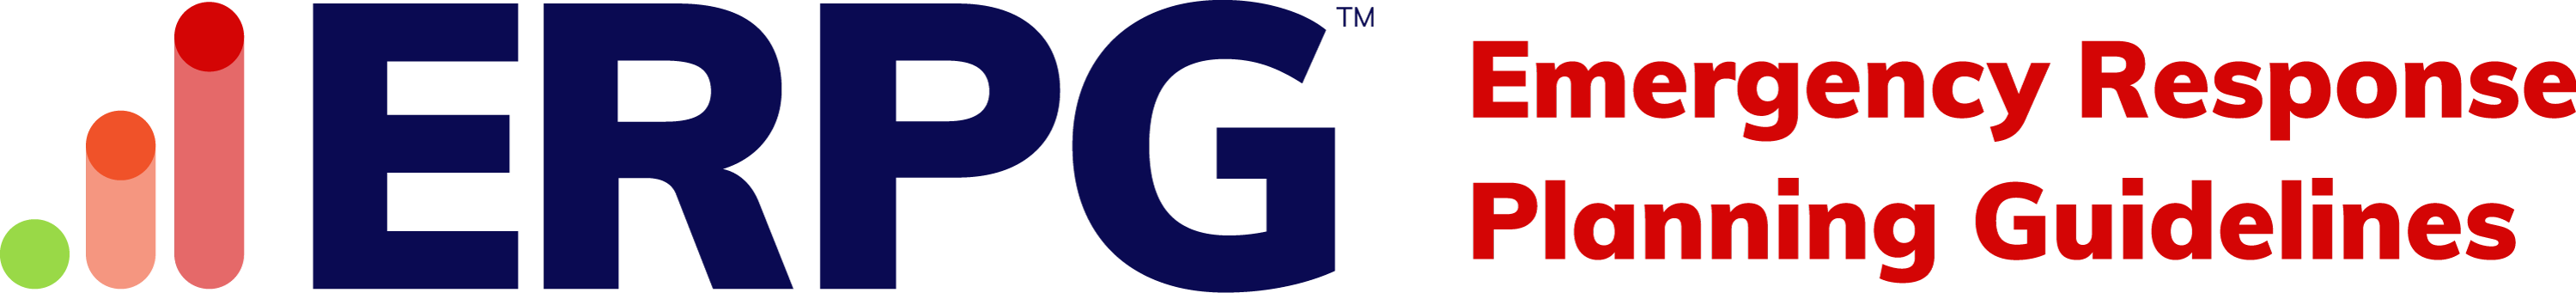 ERPG™
Emergency Response
Planning Guidelines